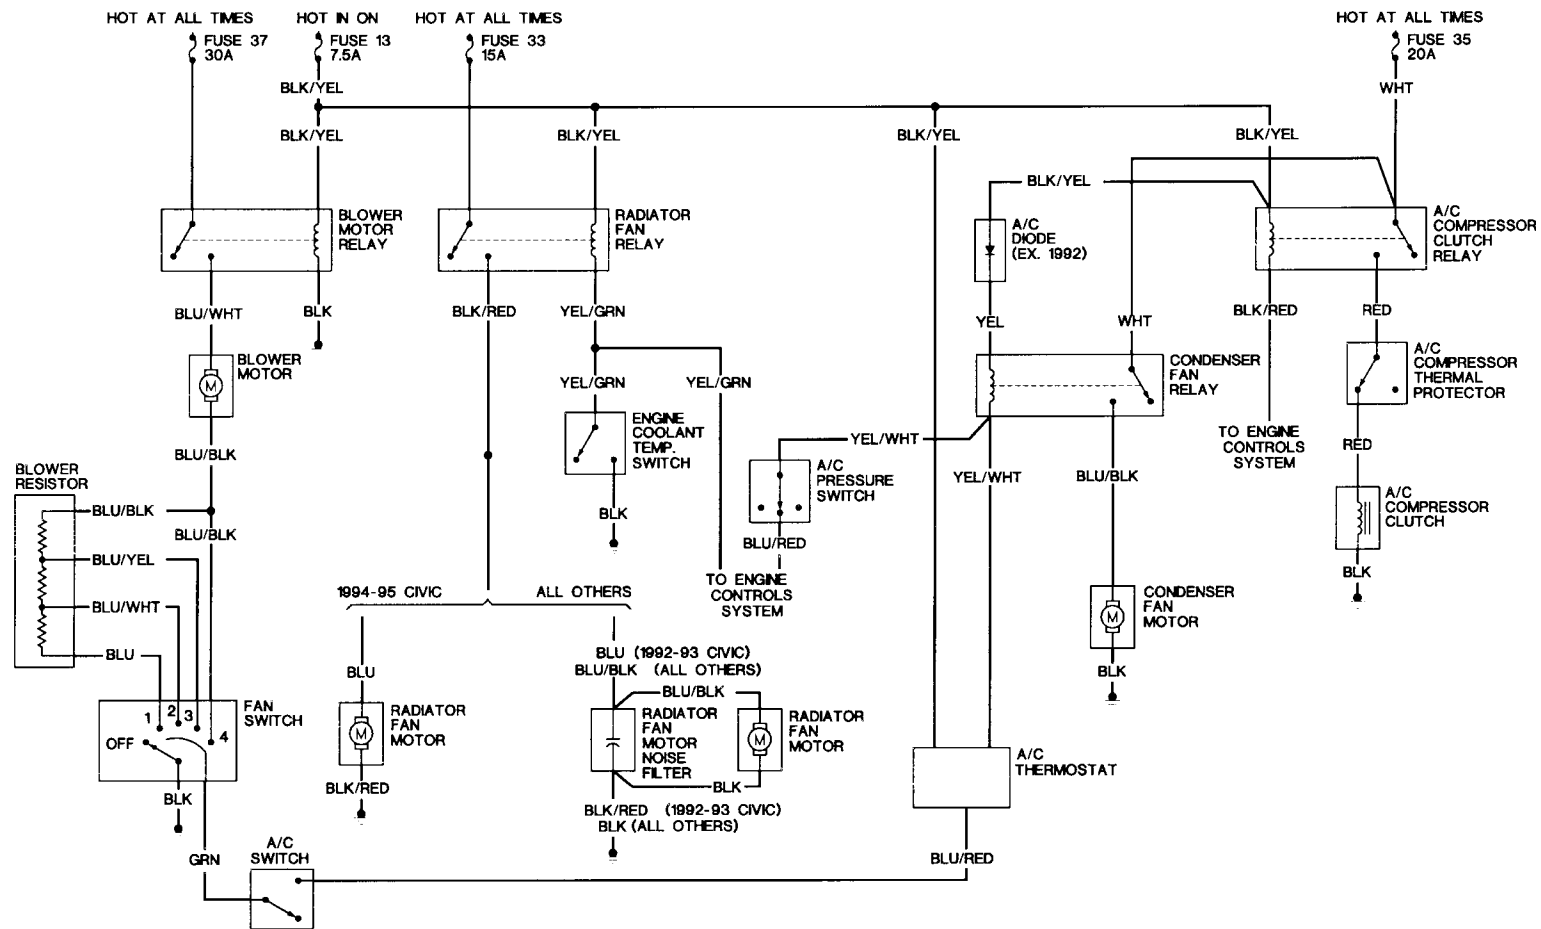 HOT AT ALL TIMES
HOT IN ON
HOT AT ALL TIMES
HOT AT ALL TIMES
FUSE 37
30A
FUSE 13
7.5A
FUSE 33
15A
FUSE 35
20A
BLK/YEL
WHT
BLK/YEL
BLK/YEL
BLK/YEL
BLK/YEL
BLK/YEL
BLOWER
MOTOR
RELAY
RADIATOR
FAN
RELAY
A/C
DIODE
(EX. 1992)
A/C
COMPRESSOR
CLUTCH
RELAY
BLU/WHT
BLK
BLK/RED
YEL/GRN
YEL
WHT
BLK/RED
RED
BLOWER
MOTOR
M
YEL/GRN
YEL/GRN
CONDENSER
FAN
RELAY
A/C
COMPRESSOR
THERMAL
PROTECTOR
ENGINE
COOLANT
TEMP.
SWITCH
YEL/WHT
TO ENGINE
CONTROLS
SYSTEM
RED
BLU/BLK
BLOWER
RESISTOR
A/C
PRESSURE
SWITCH
YEL/WHT
BLU/BLK
A/C
COMPRESSOR
CLUTCH
BLU/BLK
BLU/BLK
BLK
BLU/RED
BLU/YEL
BLK
BLU/WHT
1994-95 CIVIC
ALL OTHERS
TO ENGINE
CONTROLS
SYSTEM
CONDENSER
FAN
MOTOR
M
BLU
BLU
BLU (1992-93 CIVIC)
BLU/BLK (ALL OTHERS)
BLK
BLU/BLK
FAN
SWITCH
1
2
3
4
OFF
RADIATOR
FAN
MOTOR
M
RADIATOR
FAN
MOTOR
NOISE
FILTER
M
RADIATOR
FAN
MOTOR
A/C
THERMOSTAT
BLK
BLK/RED
BLK
BLK/RED (1992-93 CIVIC)
BLK (ALL OTHERS)
GRN
A/C
SWITCH
BLU/RED